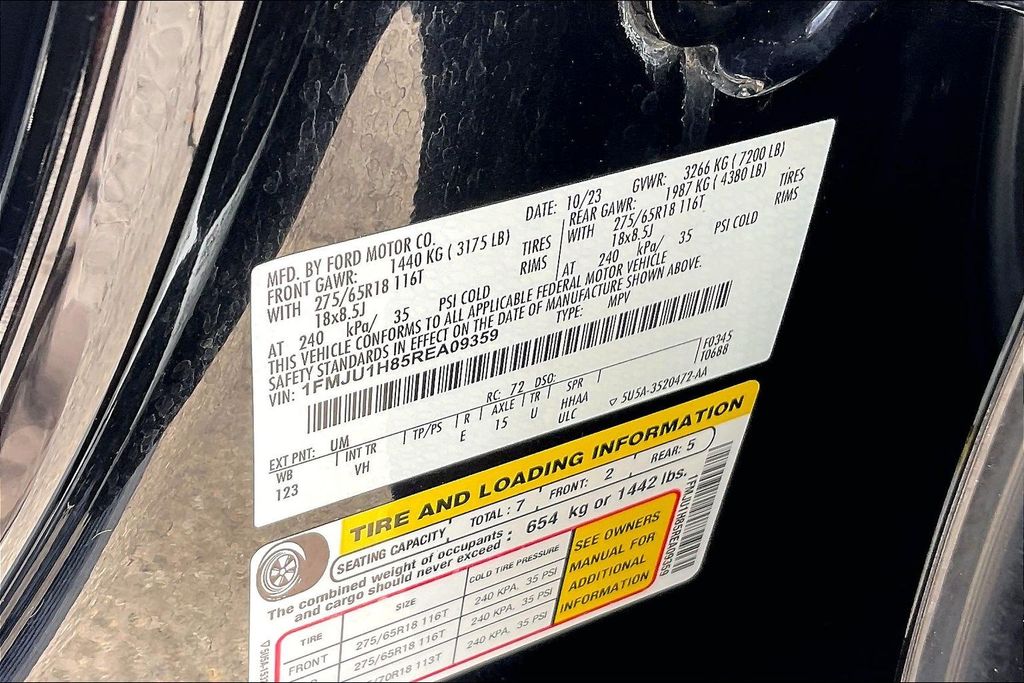 MFD. BY FORD MOTOR CO. DATE: 10/23 GVWR: 3266 KG ( 7200 LB)
FRONT GAWR: 1440 KG ( 3175 LB) REAR GAWR: 1987 KG ( 4380 LB)
WITH 275/65R18 116T TIRES WITH 275/65R18 116T TIRES
18x8.5J RIMS 18x8.5J RIMS
AT 240 kPa/ 35 PSI COLD AT 240 kPa/ 35 PSI COLD
THIS VEHICLE CONFORMS TO ALL APPLICABLE FEDERAL MOTOR VEHICLE
SAFETY STANDARDS IN EFFECT ON THE DATE OF MANUFACTURE SHOWN ABOVE.
VIN: 1FMJU1H85REA09359 TYPE: MPV
EXT PNT: UM RC: 72 DSO: F0345
WB INT TR TP/PS R AXLE TR SPR T0688
123 VH E 15 U HHAA
ULC ▽ 5U5A-3520472-AA
TIRE AND LOADING INFORMATION
SEATING CAPACITY TOTAL: 7 FRONT: 2 REAR: 5
The combined weight of occupants and cargo should never exceed : 654 kg or 1442 lbs.
TIRE SIZE COLD TIRE PRESSURE
FRONT 275/65R18 116T 240 KPA, 35 PSI
275/65R18 116T 240 KPA, 35 PSI
70R18 113T 240 KPA, 35 PSI
SEE OWNERS
MANUAL FOR
ADDITIONAL
INFORMATION
1FMJU1H85REA09359